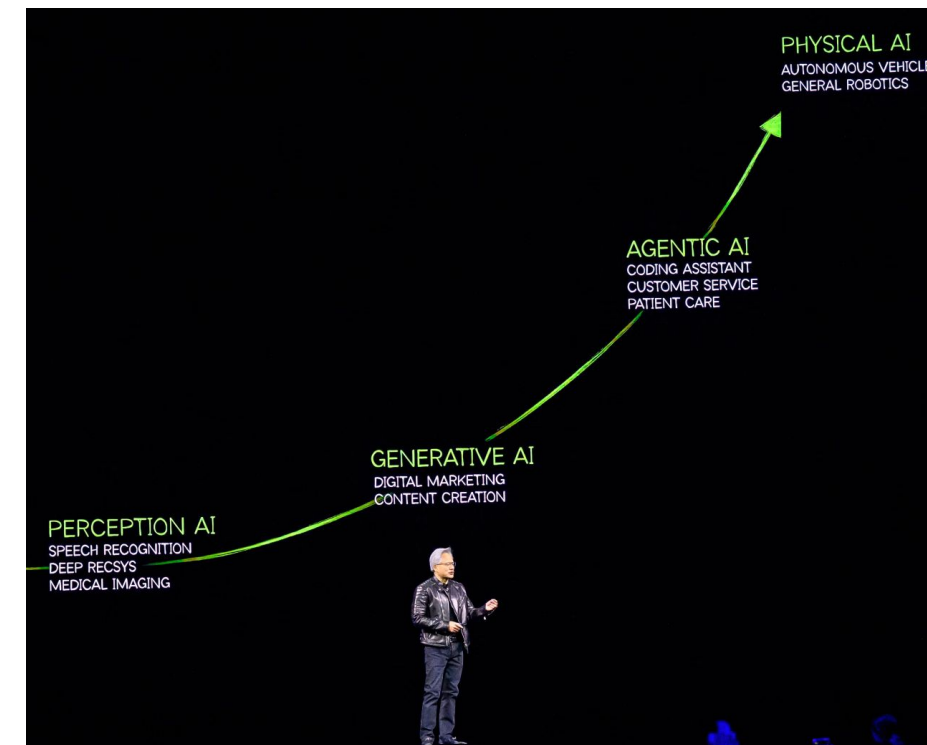 PHYSICAL AI
AUTONOMOUS VEHICLE
GENERAL ROBOTICS
AGENTIC AI
CODING ASSISTANT
CUSTOMER SERVICE
PATIENT CARE
GENERATIVE AI
DIGITAL MARKETING
CONTENT CREATION
PERCEPTION AI
SPEECH RECOGNITION
DEEP RECSYS
MEDICAL IMAGING